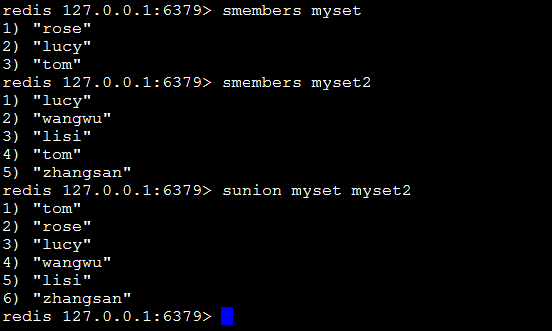 redis 127.0.0.1:6379> smembers myset
1) "rose"
2) "lucy"
3) "tom"
redis 127.0.0.1:6379> smembers myset2
1) "lucy"
2) "wangwu"
3) "lisi"
4) "tom"
5) "zhangsan"
redis 127.0.0.1:6379> sunion myset myset2
1) "tom"
2) "rose"
3) "lucy"
4) "wangwu"
5) "lisi"
6) "zhangsan"
redis 127.0.0.1:6379>